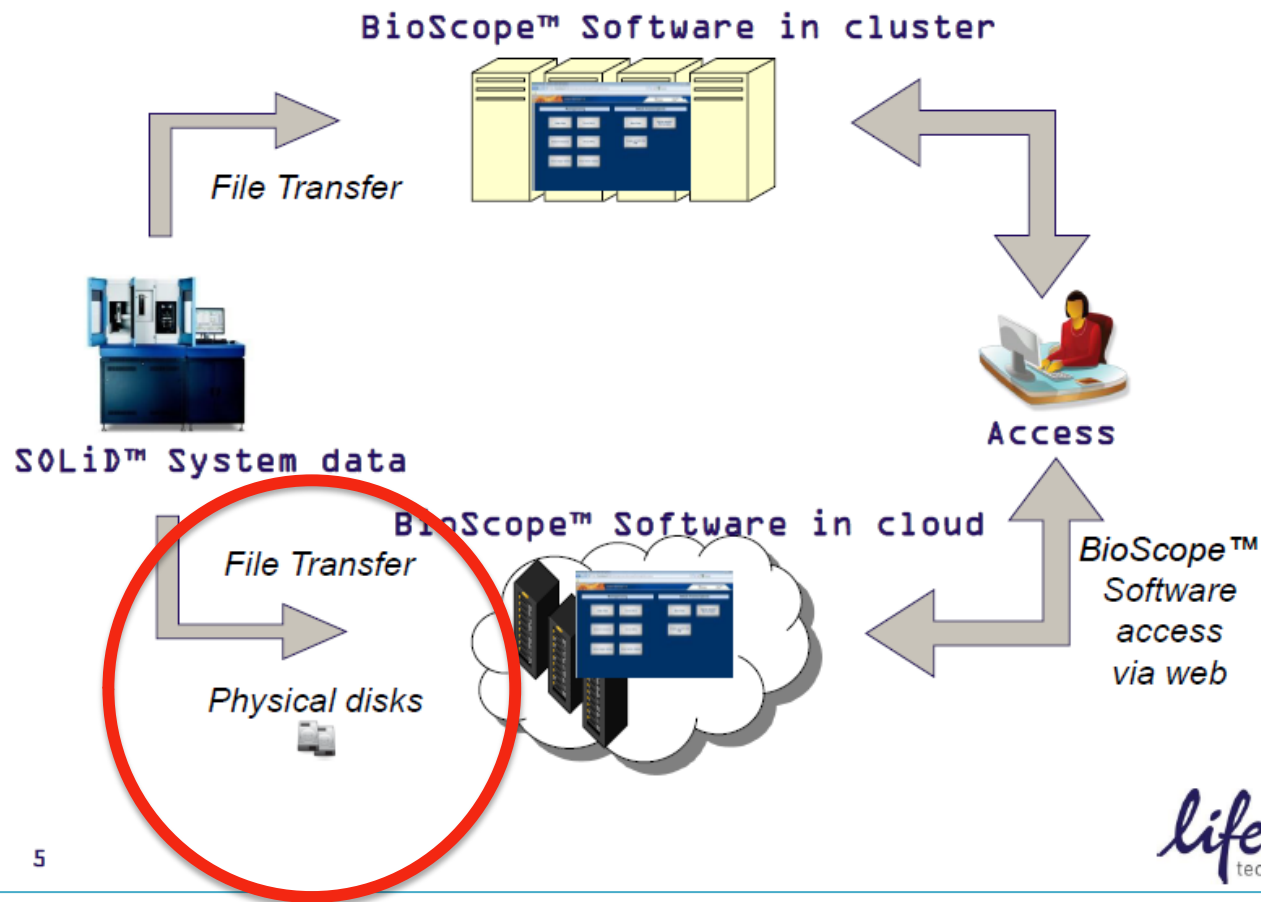 BioScope™ Software in cluster
File Transfer
SOLiD™ System data
Access
BioScope™ Software in cloud
File Transfer
Physical disks
BioScope™
Software
access
via web
5
life
tec